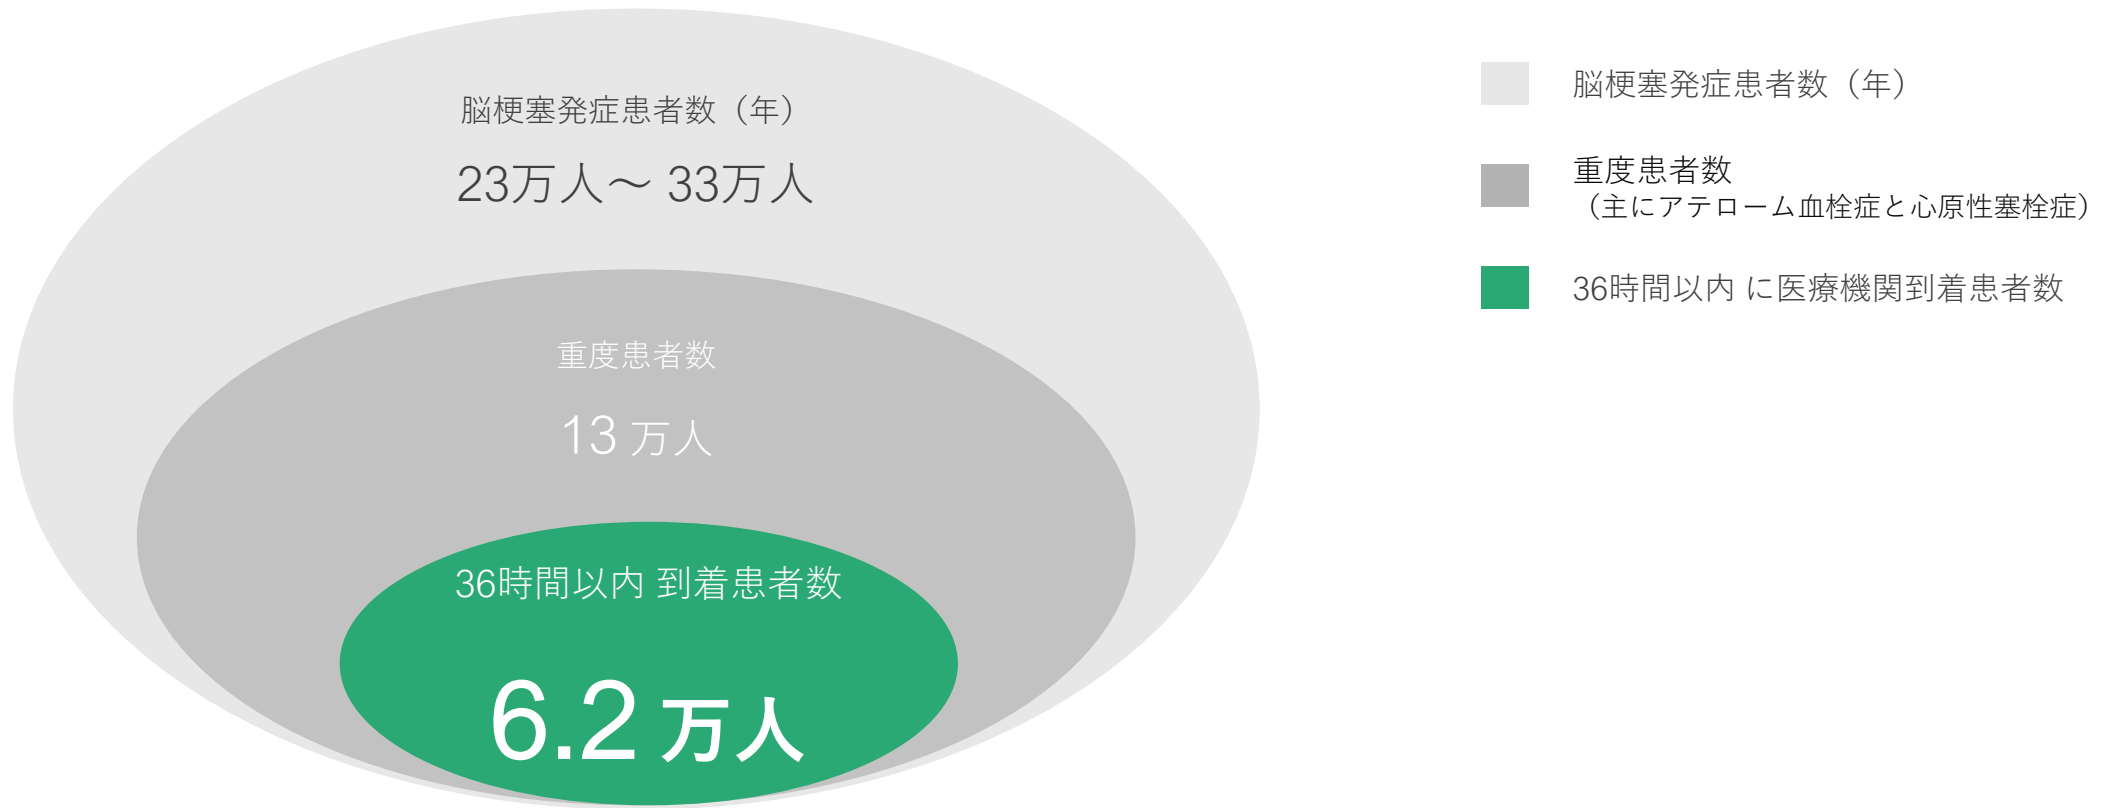 脳梗塞発症患者数（年）
23万人～ 33万人
重度患者数
13 万人
36時間以内 到着患者数
6.2 万人
脳梗塞発症患者数（年）
重度患者数
（主にアテローム血栓症と心原性塞栓症）
36時間以内 に医療機関到着患者数